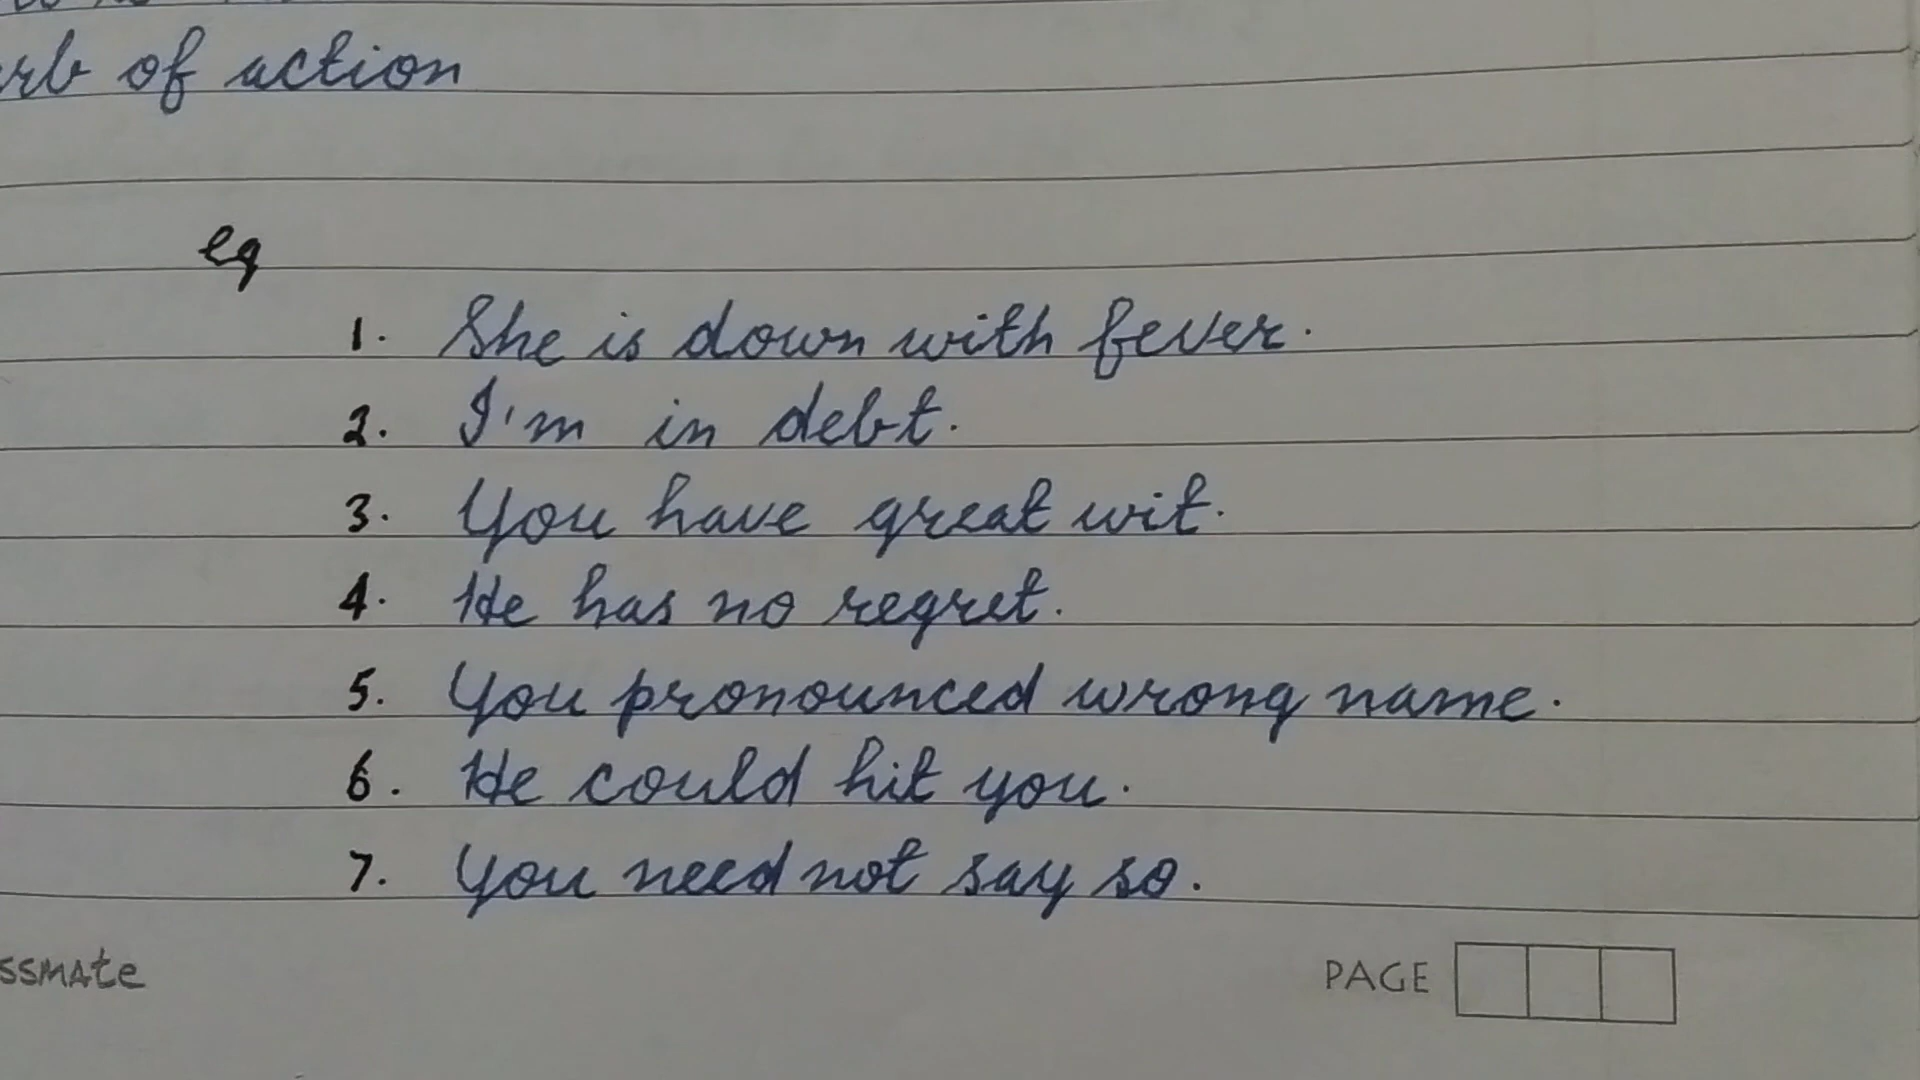 of action
eg
1. She is down with fever.
2. I'm in debt.
3. You have great wit.
4. He has no regret.
5. You pronounced wrong name.
6. He could hit you.
7. You need not say so.
PAGE